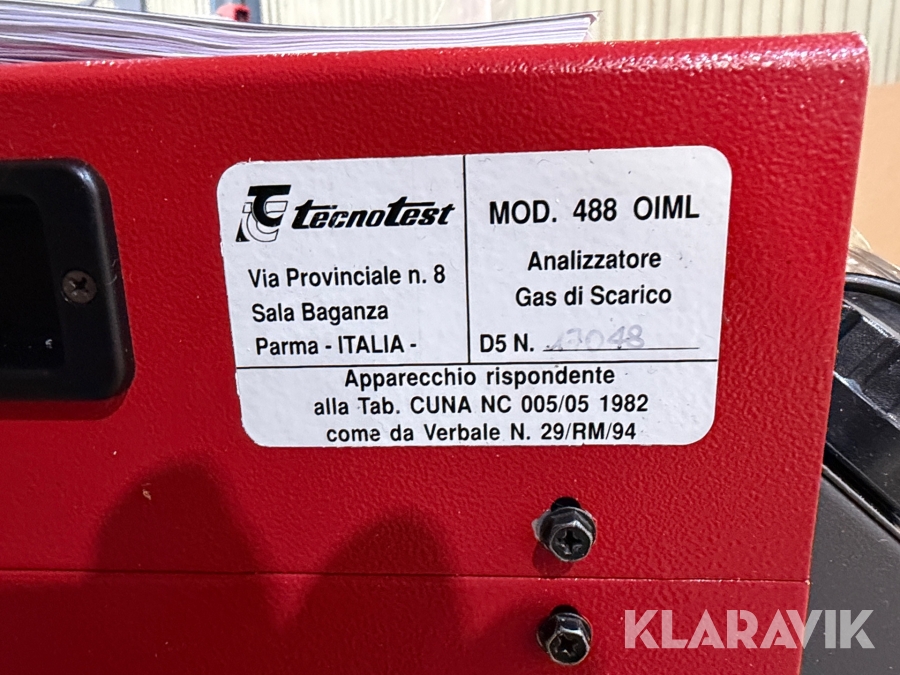 TECNOTEST
Via Provinciale n. 8
Sala Baganza
Parma - ITALIA -
MOD. 488 OIML
Analizzatore
Gas di Scarico
D5 N.
Apparecchio rispondente
alla Tab. CUNA NC 005/05 1982
come da Verbale N. 29/RM/94
KLARAVIK